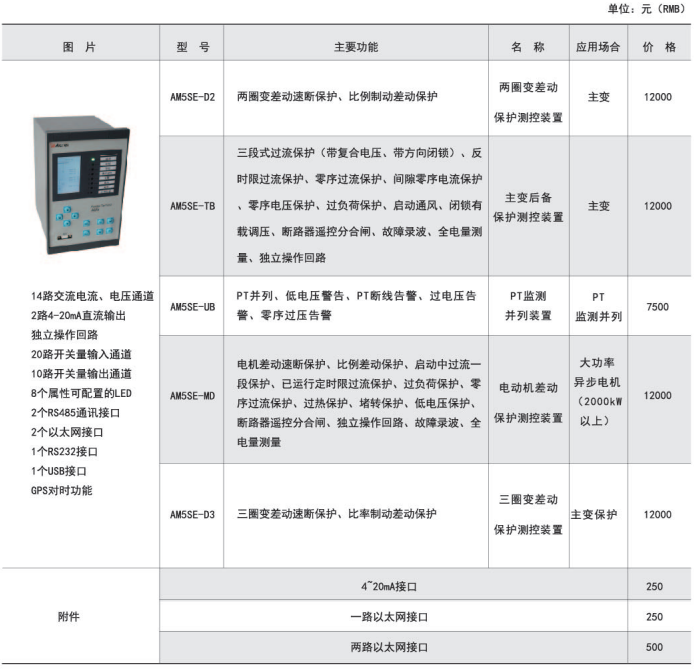 单位：元（RMB）
图 片
型 号
主要功能
名 称
应用场合
价 格
AM5SE-D2
两圈变差动速断保护、比例制动差动保护
两圈变差动
保护测控装置
主变
12000
AM5SE-TB
三段式过流保护（带复合电压、带方向闭锁）、反
时限过流保护、零序过流保护、间隙零序电流保护
、零序电压保护、过负荷保护、启动通风、闭锁有
载调压、断路器遥控分合闸、故障录波、全电量测
量、独立操作回路
主变后备
保护测控装置
主变
12000
14路交流电流、电压通道
2路4-20mA直流输出
独立操作回路
20路开关量输入通道
10路开关量输出通道
8个属性可配置的LED
2个RS485通讯接口
2个以太网接口
1个RS232接口
1个USB接口
GPS对时功能
AM5SE-UB
PT并列、低电压警告、PT断线告警、过电压告
警、零序过压告警
PT监测
并列装置
PT
监测并列
7500
AM5SE-MD
电机差动速断保护、比例差动保护、启动中过流一
段保护、已运行定时限过流保护、过负荷保护、零
序过流保护、过热保护、堵转保护、低电压保护、
断路器遥控分合闸、独立操作回路、故障录波、全
电量测量
电动机差动
保护测控装置
大功率
异步电机
（2000kW
以上）
12000
AM5SE-D3
三圈变差动速断保护、比率制动差动保护
三圈变差动
保护测控装置
主变保护
12000
附件
4~20mA接口
250
一路以太网接口
250
两路以太网接口
500